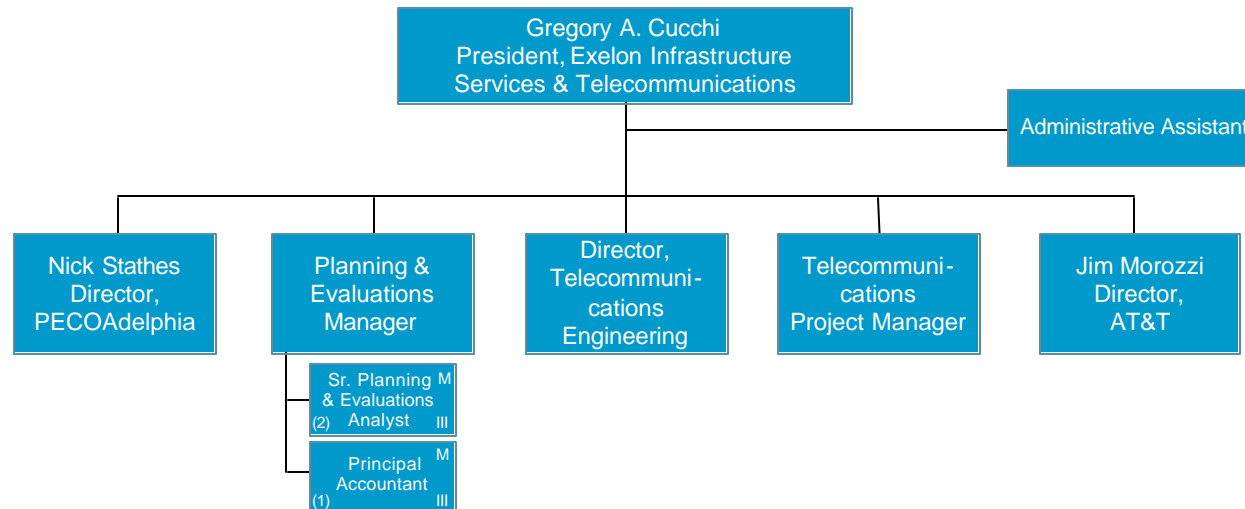 Gregory A. Cucchi
President, Exelon Infrastructure
Services & Telecommunications
Administrative Assistant
Nick Stathes
Director,
PECOAdelphia
Planning &
Evaluations
Manager
Director,
Telecommuni-
cations
Engineering
Telecommuni-
cations
Project Manager
Jim Morozzi
Director,
AT&T
Sr. Planning M
& Evaluations
(2) Analyst III
M
Principal
Accountant
(1) III